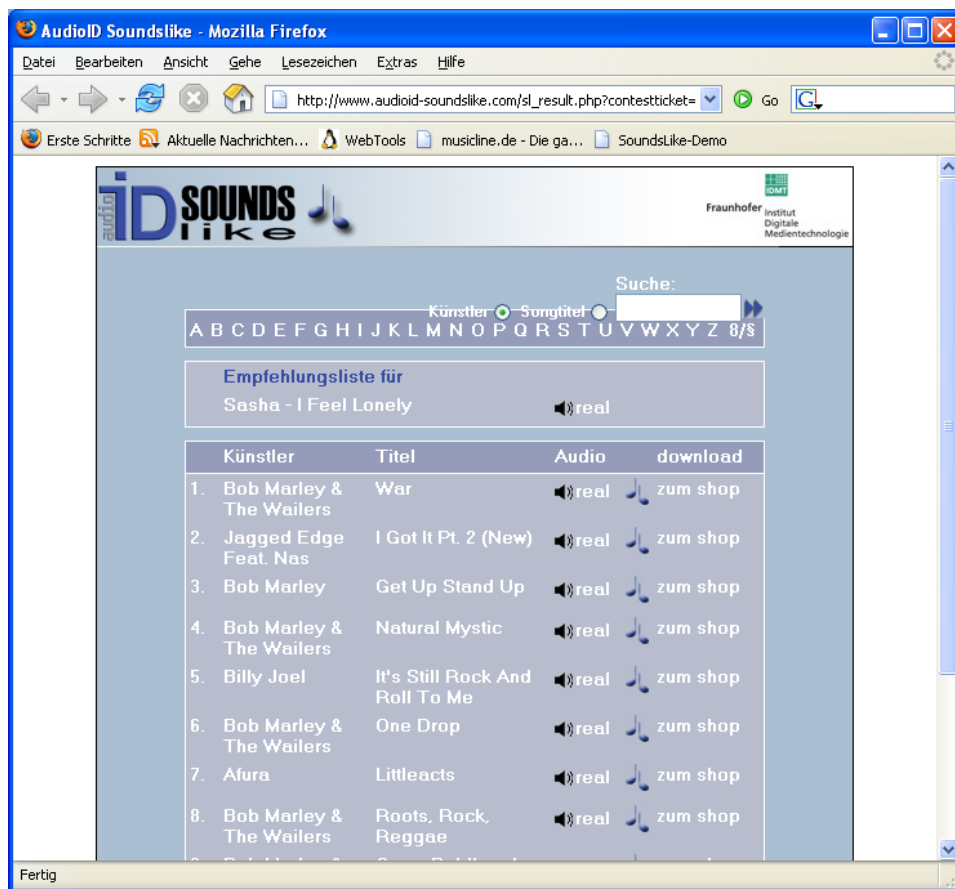 AudioID Soundslike - Mozilla Firefox
Datei Bearbeiten Ansicht Gehe Lesezeichen Extras Hilfe
http://www.audioid-soundslike.com/sl_result.php?contestticket= Go G
Erste Schritte Aktuelle Nachrichten... WebTools musicline.de - Die ga... SoundsLike-Demo
audio iD SOUNDS like
IDMT
Fraunhofer Institut
Digitale
Medientechnologie
Suche:
Künstler Songtitel
A B C D E F G H I J K L M N O P Q R S T U V W X Y Z 8/§
Empfehlungsliste für
Sasha - I Feel Lonely real
Künstler Titel Audio download
1. Bob Marley & The Wailers War real zum shop
2. Jagged Edge Feat. Nas I Got It Pt. 2 (New) real zum shop
3. Bob Marley Get Up Stand Up real zum shop
4. Bob Marley & The Wailers Natural Mystic real zum shop
5. Billy Joel It's Still Rock And Roll To Me real zum shop
6. Bob Marley & The Wailers One Drop real zum shop
7. Afura Littleacts real zum shop
8. Bob Marley & The Wailers Roots, Rock, Reggae real zum shop
Fertig